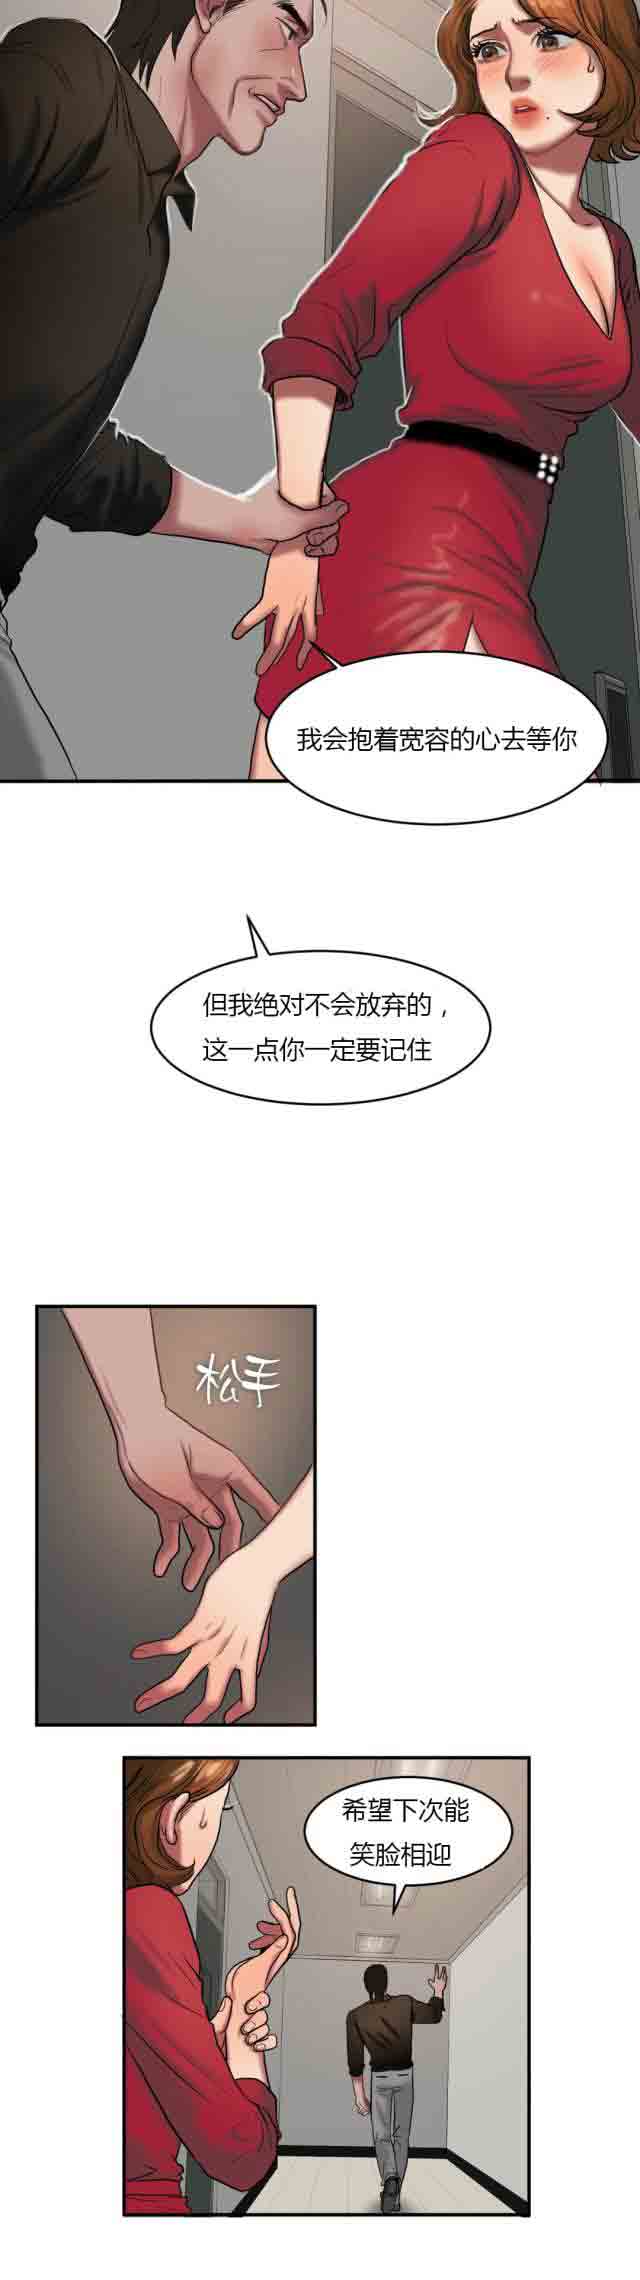 我会抱着宽容的心去等你
但我绝对不会放弃的，
这一点你一定要记住
松手
希望下次能
笑脸相迎